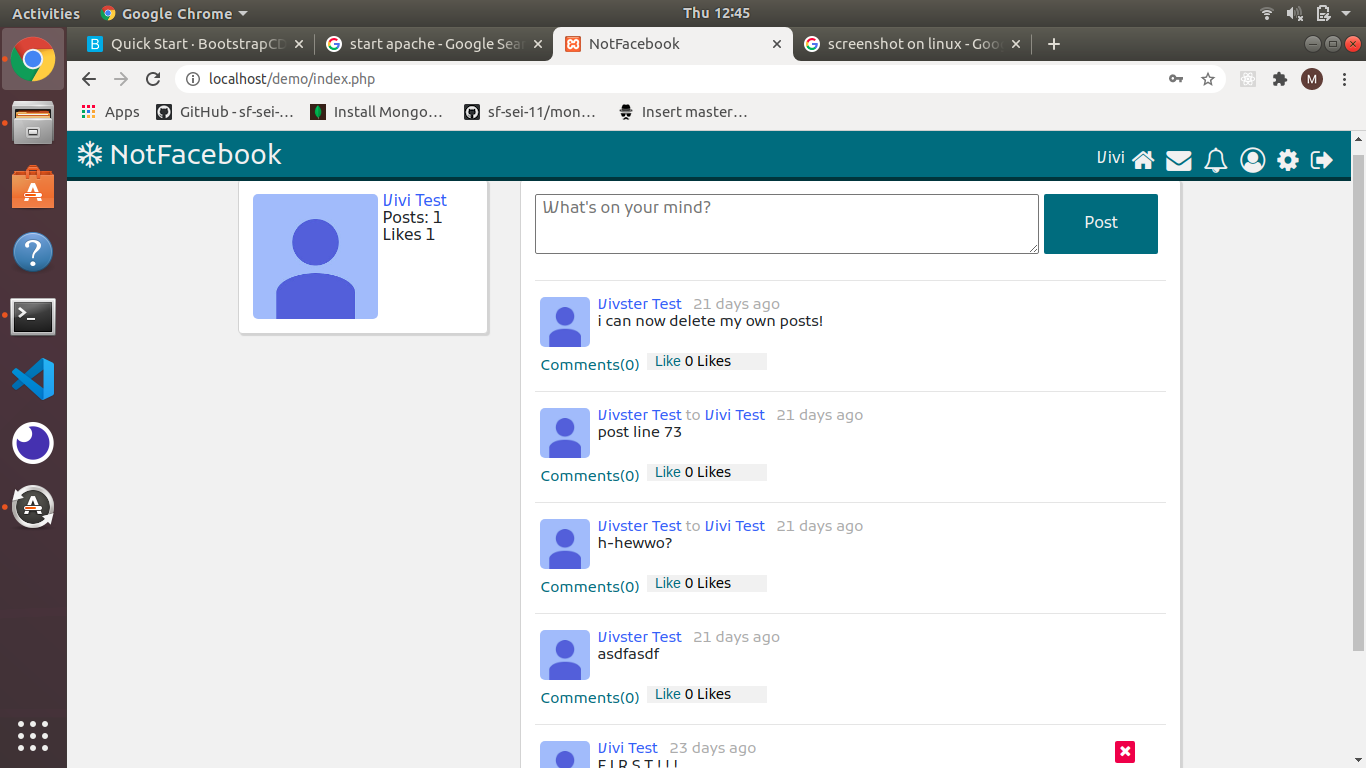 Activities Google Chrome Thu 12:45
B Quick Start · BootstrapCD start apache - Google Sea NotFacebook screenshot on linux - Goo
localhost/demo/index.php M
Apps GitHub - sf-sei-... Install Mongo... sf-sei-11/mon... Insert master...
NotFacebook Vivi
Vivi Test
Posts: 1
Likes 1
What's on your mind?
Post
Vivster Test 21 days ago
i can now delete my own posts!
Comments(0) Like 0 Likes
Vivster Test to Vivi Test 21 days ago
post line 73
Comments(0) Like 0 Likes
Vivster Test to Vivi Test 21 days ago
h-hewwo?
Comments(0) Like 0 Likes
Vivster Test 21 days ago
asdfasdf
Comments(0) Like 0 Likes
Vivi Test 23 days ago
F I R S T ! ! !